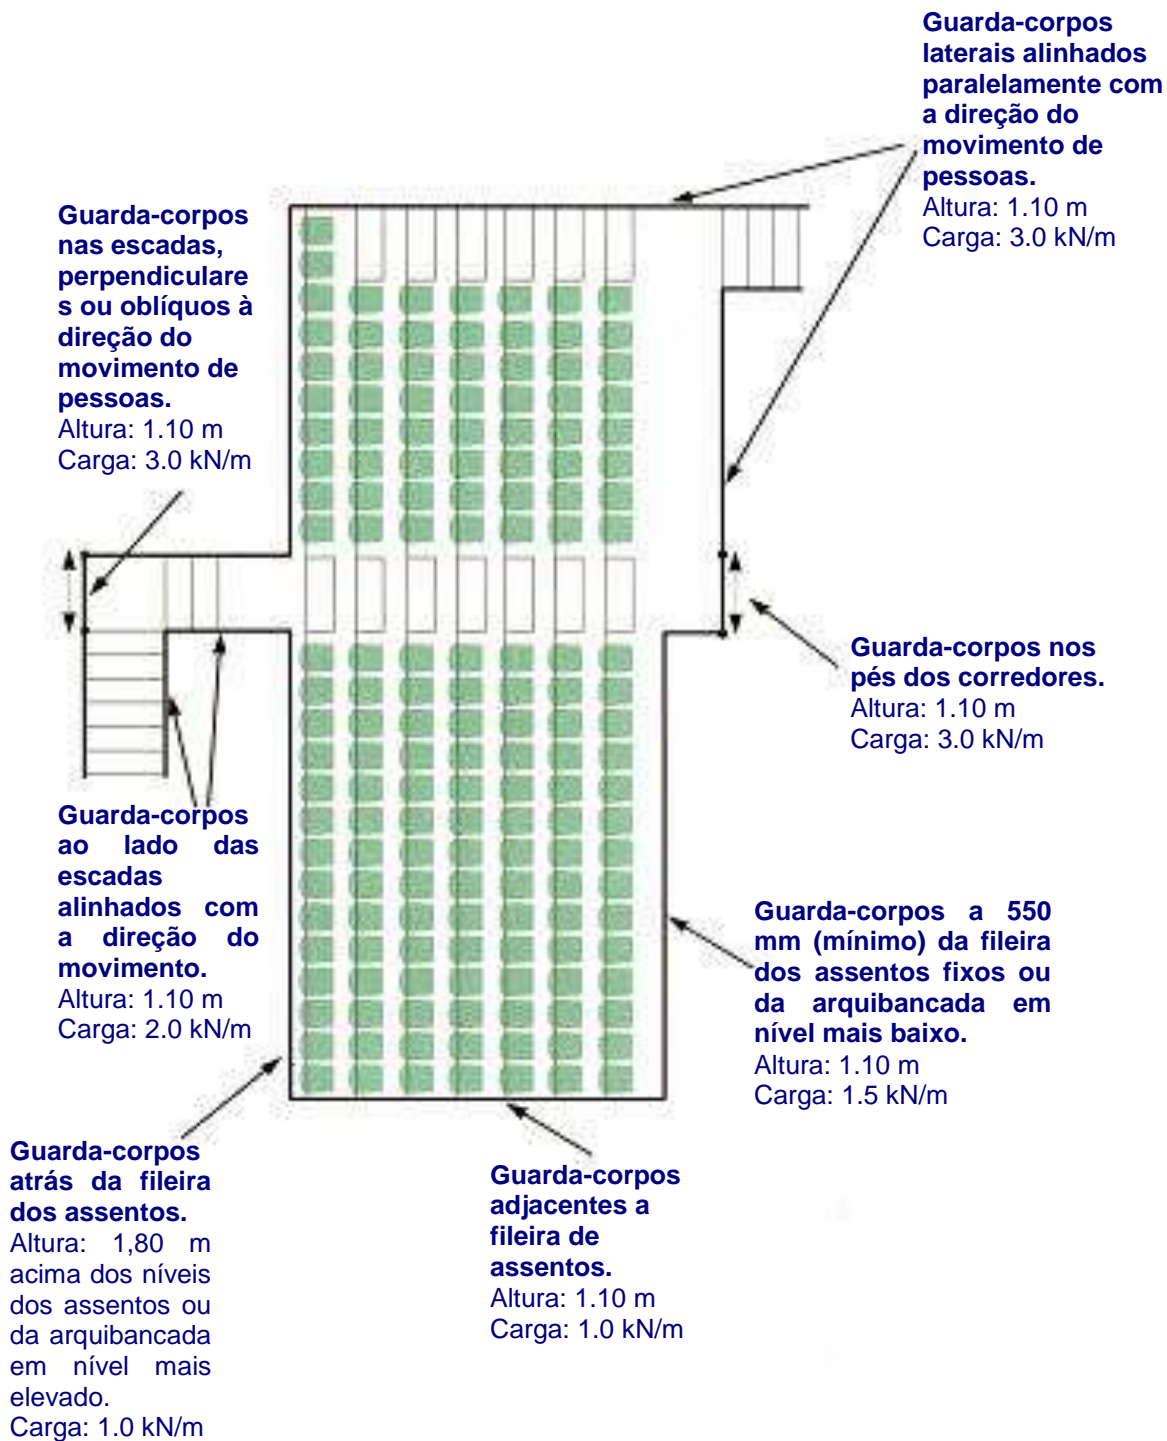 Guarda-corpos
laterais alinhados
paralelamente com
a direção do
movimento de
pessoas.
Altura: 1.10 m
Carga: 3.0 kN/m
Guarda-corpos
nas escadas,
perpendiculare
s ou oblíquos à
direção do
movimento de
pessoas.
Altura: 1.10 m
Carga: 3.0 kN/m
Guarda-corpos nos
pés dos corredores.
Altura: 1.10 m
Carga: 3.0 kN/m
Guarda-corpos
ao lado das
escadas
alinhados com
a direção do
movimento.
Altura: 1.10 m
Carga: 2.0 kN/m
Guarda-corpos a 550
mm (mínimo) da fileira
dos assentos fixos ou
da arquibancada em
nível mais baixo.
Altura: 1.10 m
Carga: 1.5 kN/m
Guarda-corpos
atrás da fileira
dos assentos.
Altura: 1,80 m
acima dos níveis
dos assentos ou
da arquibancada
em nível mais
elevado.
Carga: 1.0 kN/m
Guarda-corpos
adjacentes a
fileira de
assentos.
Altura: 1.10 m
Carga: 1.0 kN/m